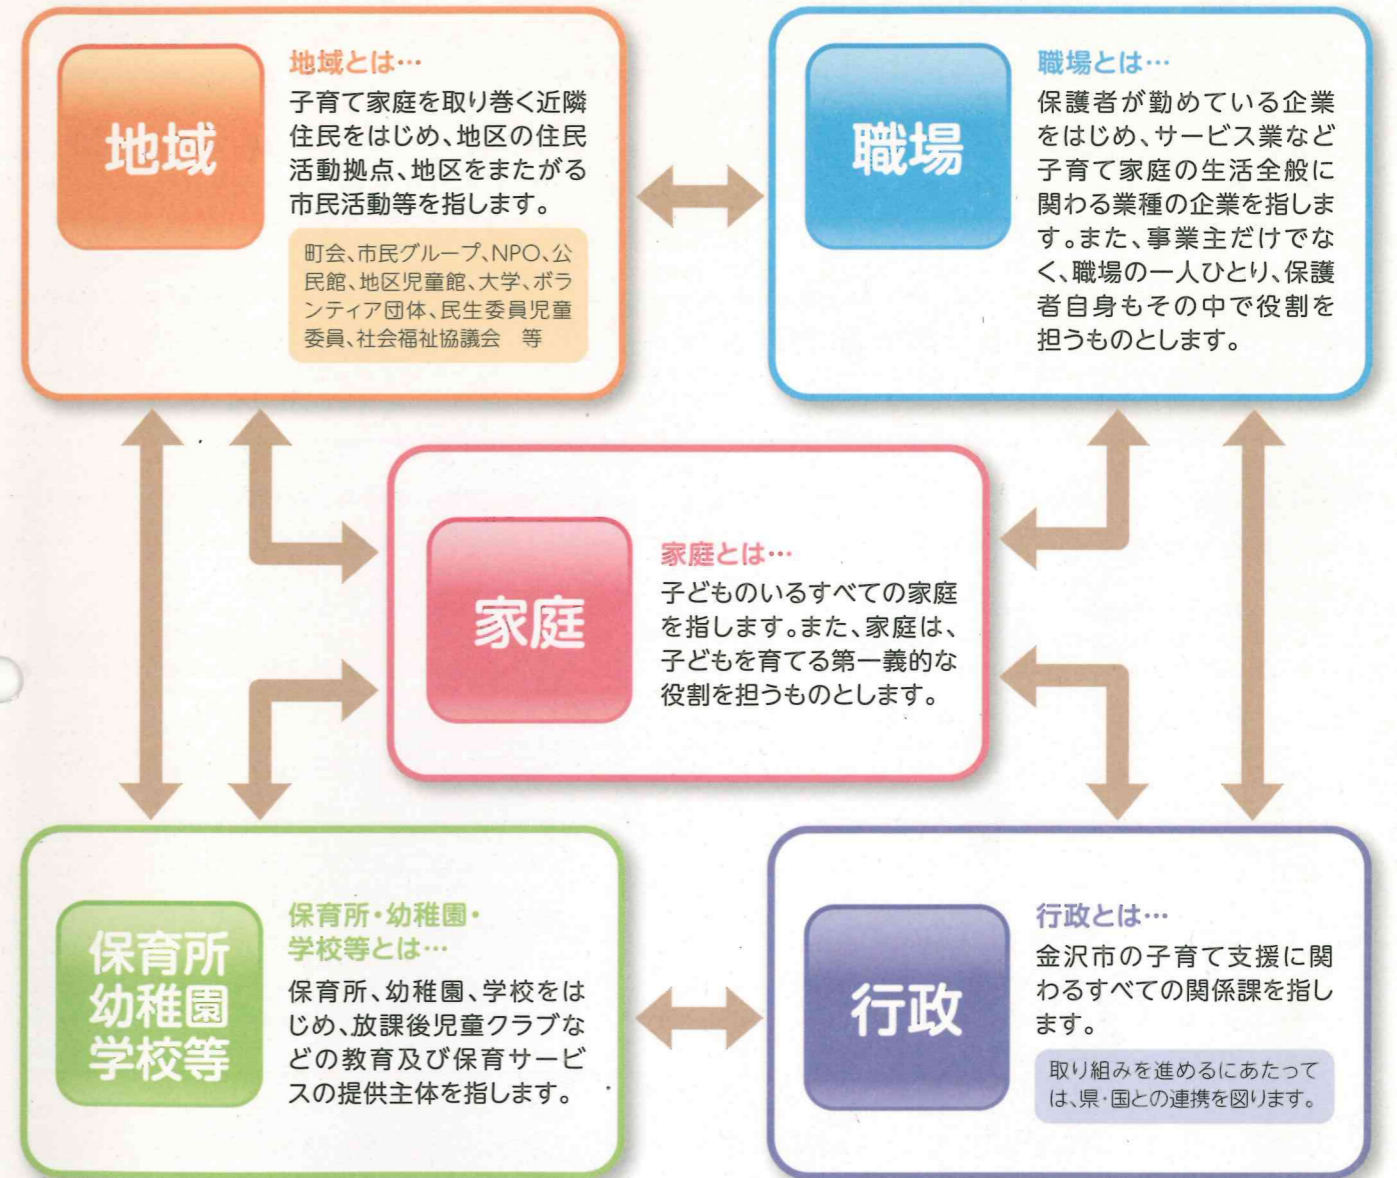 地域
地域とは…
子育て家庭を取り巻く近隣
住民をはじめ、地区の住民
活動拠点、地区をまたがる
市民活動等を指します。
町会、市民グループ、NPO、公
民館、地区児童館、大学、ボラ
ンティア団体、民生委員児童
委員、社会福祉協議会　等
職場
職場とは…
保護者が勤めている企業
をはじめ、サービス業など
子育て家庭の生活全般に
関わる業種の企業を指しま
す。また、事業主だけでな
く、職場の一人ひとり、保護
者自身もその中で役割を
担うものとします。
家庭
家庭とは…
子どものいるすべての家庭
を指します。また、家庭は、
子どもを育てる第一義的な
役割を担うものとします。
保育所
幼稚園
学校等
保育所・幼稚園・
学校等とは…
保育所、幼稚園、学校をは
じめ、放課後児童クラブな
どの教育及び保育サービ
スの提供主体を指します。
行政
行政とは…
金沢市の子育て支援に関
わるすべての関係課を指し
ます。
取り組みを進めるにあたって
は、県・国との連携を図ります。